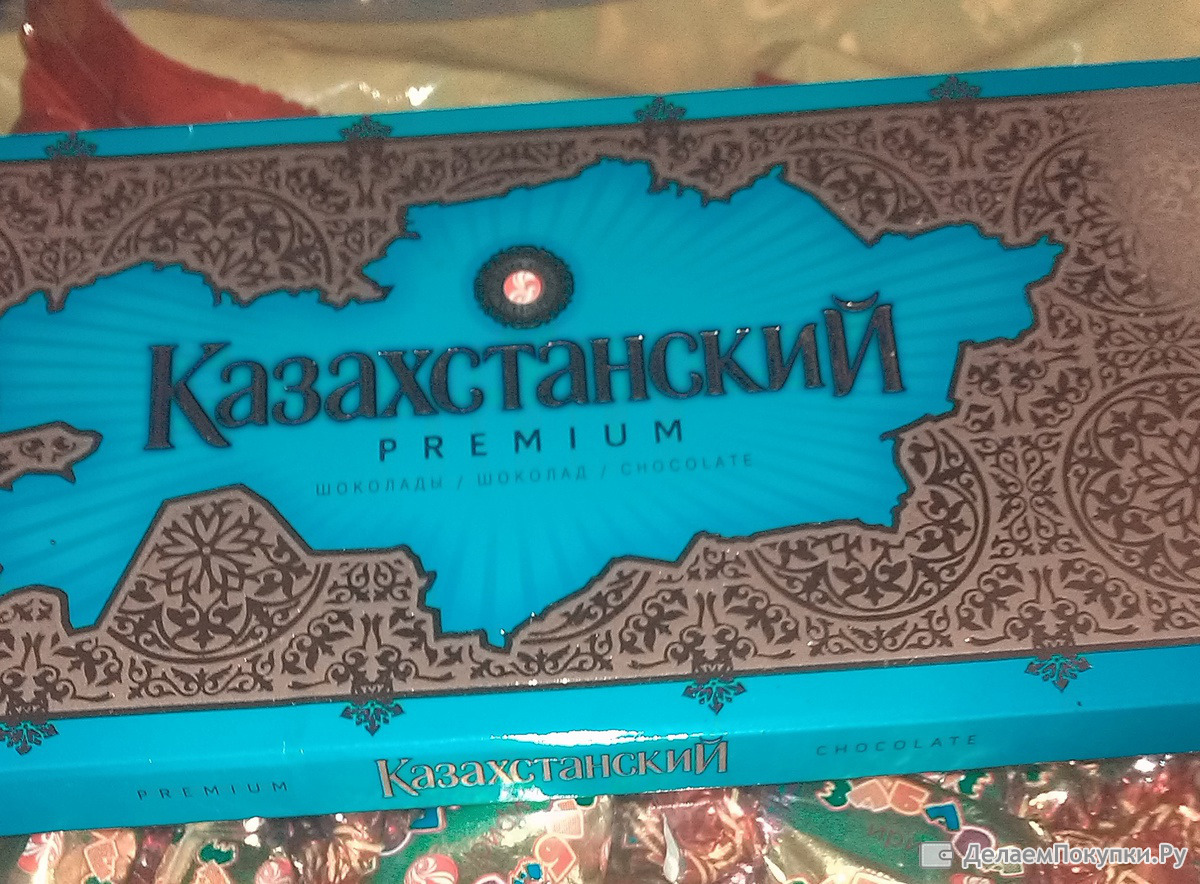 Казахстанский
PREMIUM
ШОКОЛАДЫ / ШОКОЛАД / CHOCOLATE
PREMIUM
Казахстанский
CHOCOLATE
ДелаемПокупки.Ру